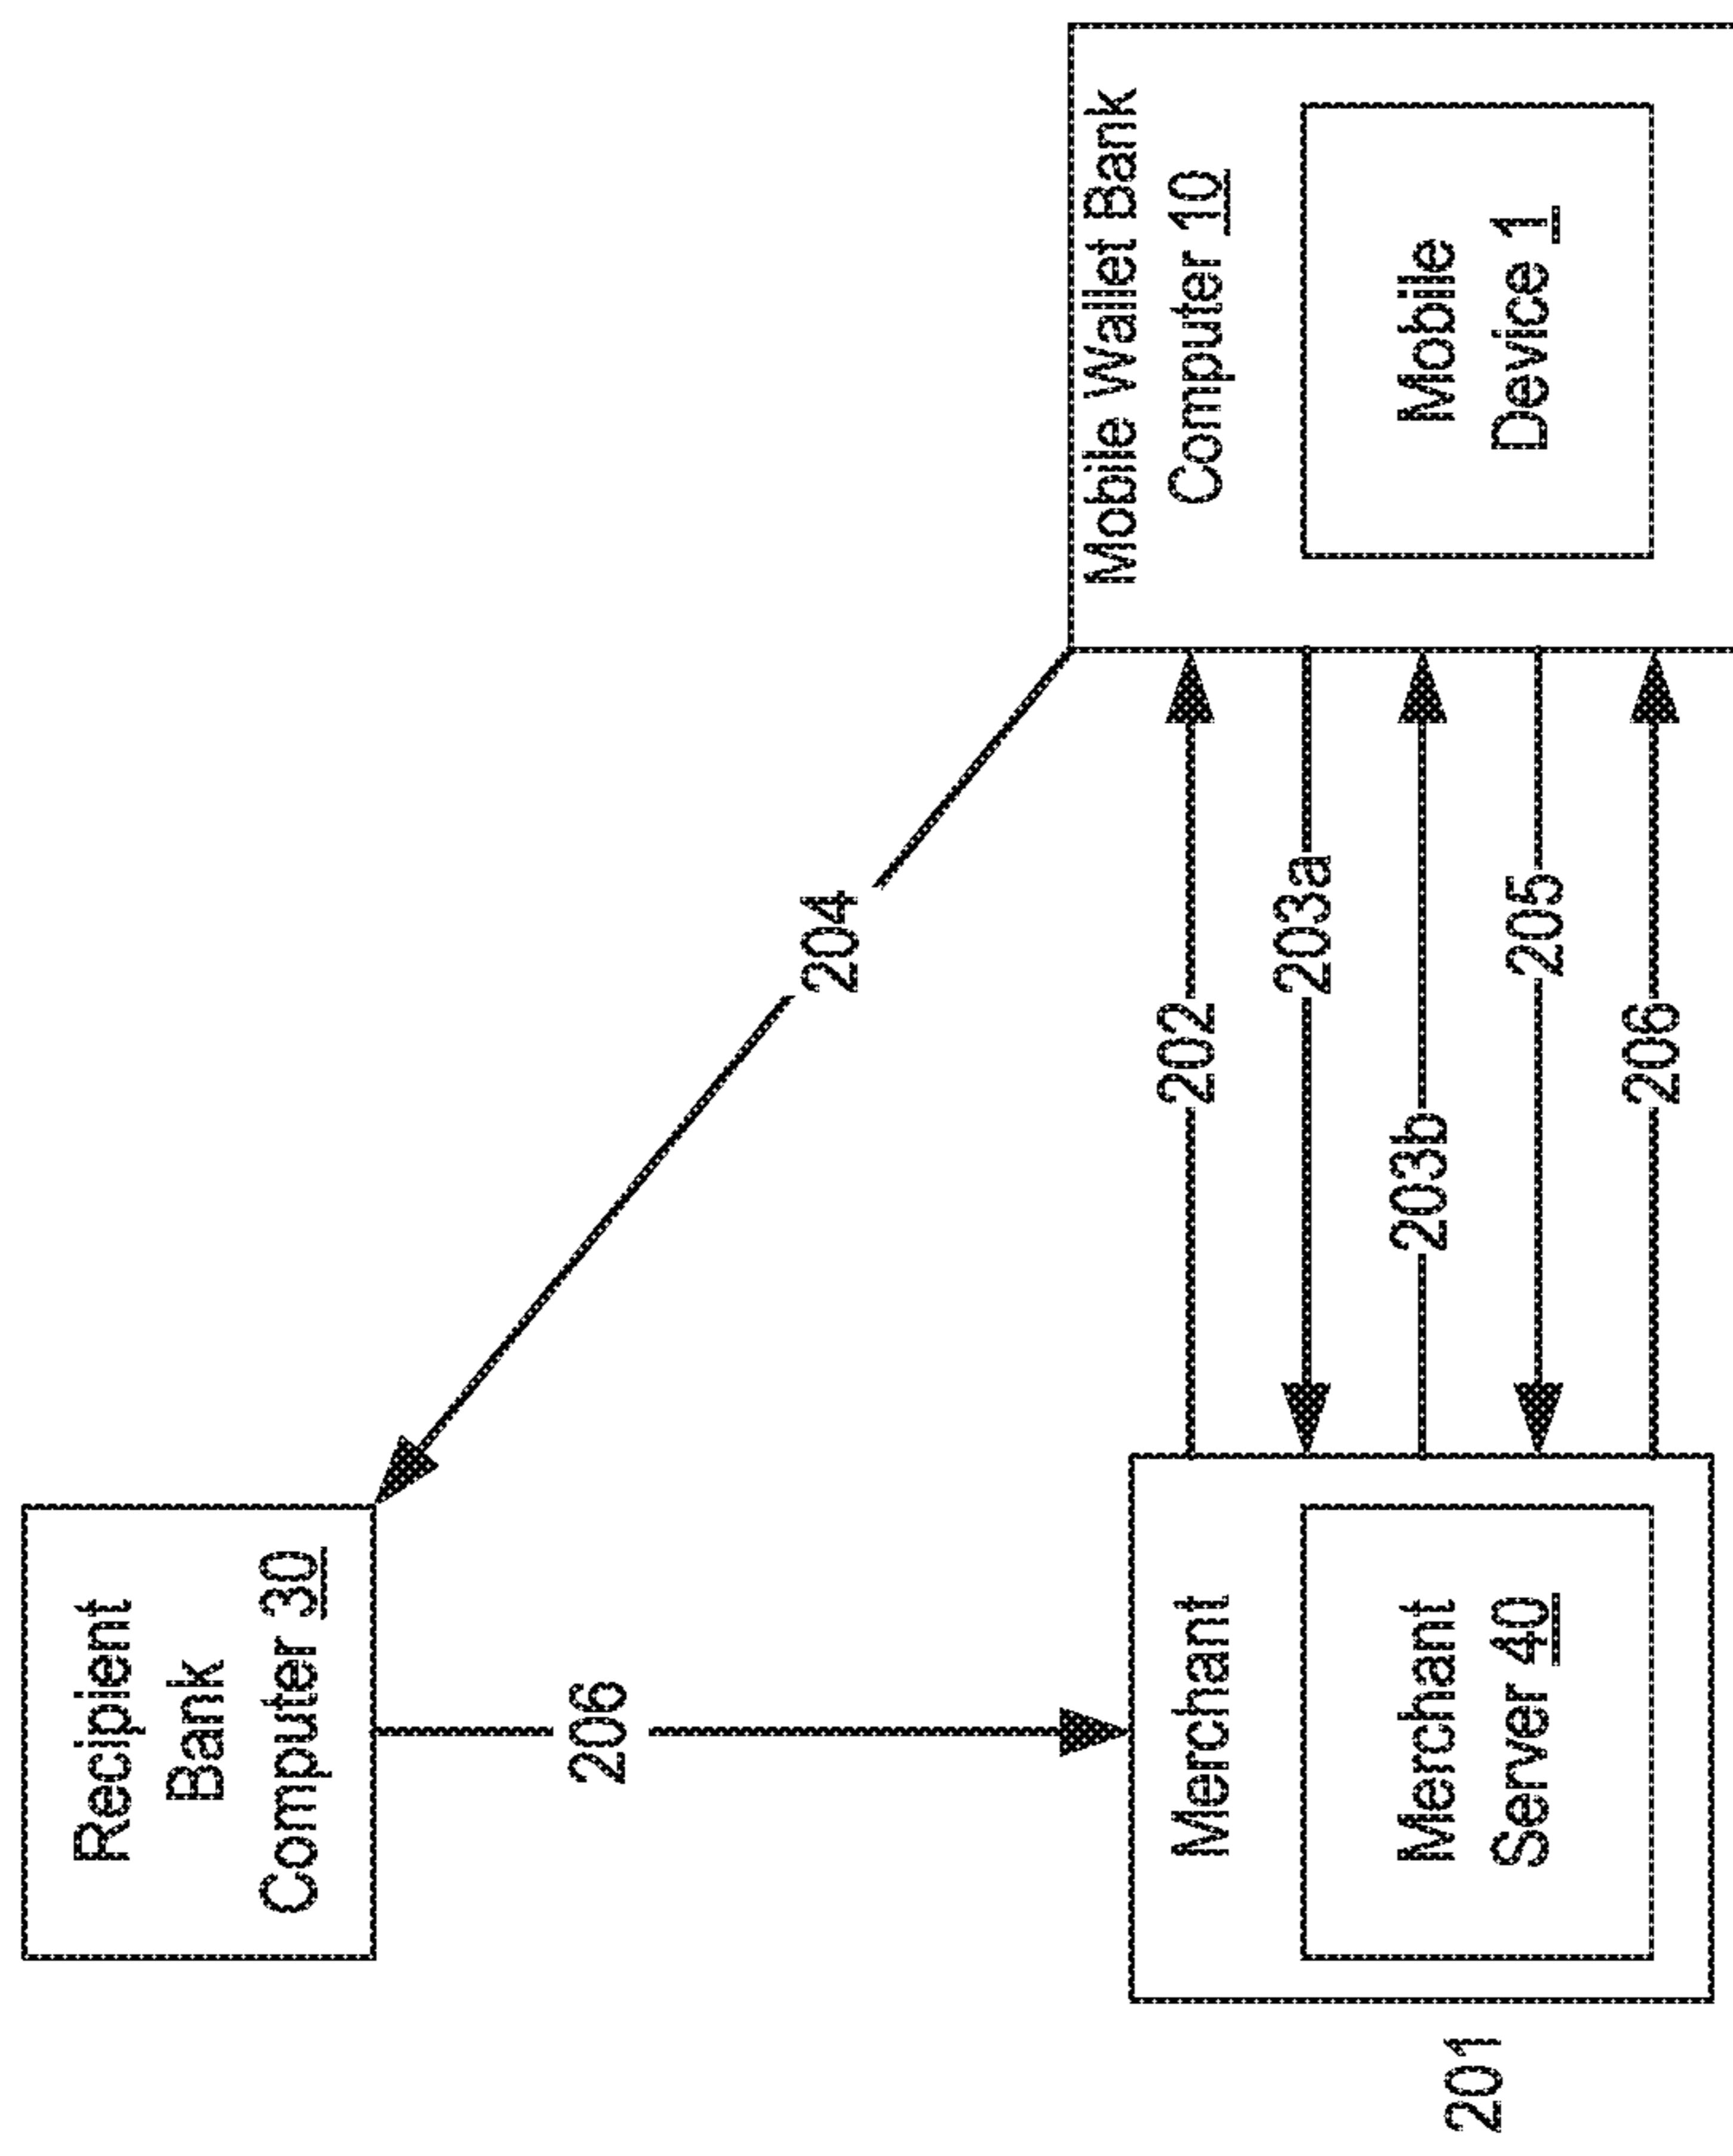 Recipient
Bank
Computer 30
206
204
Merchant
Merchant
Server 40
201
202
203a
203b
205
206
Mobile Wallet Bank
Computer 10
Mobile
Device 1